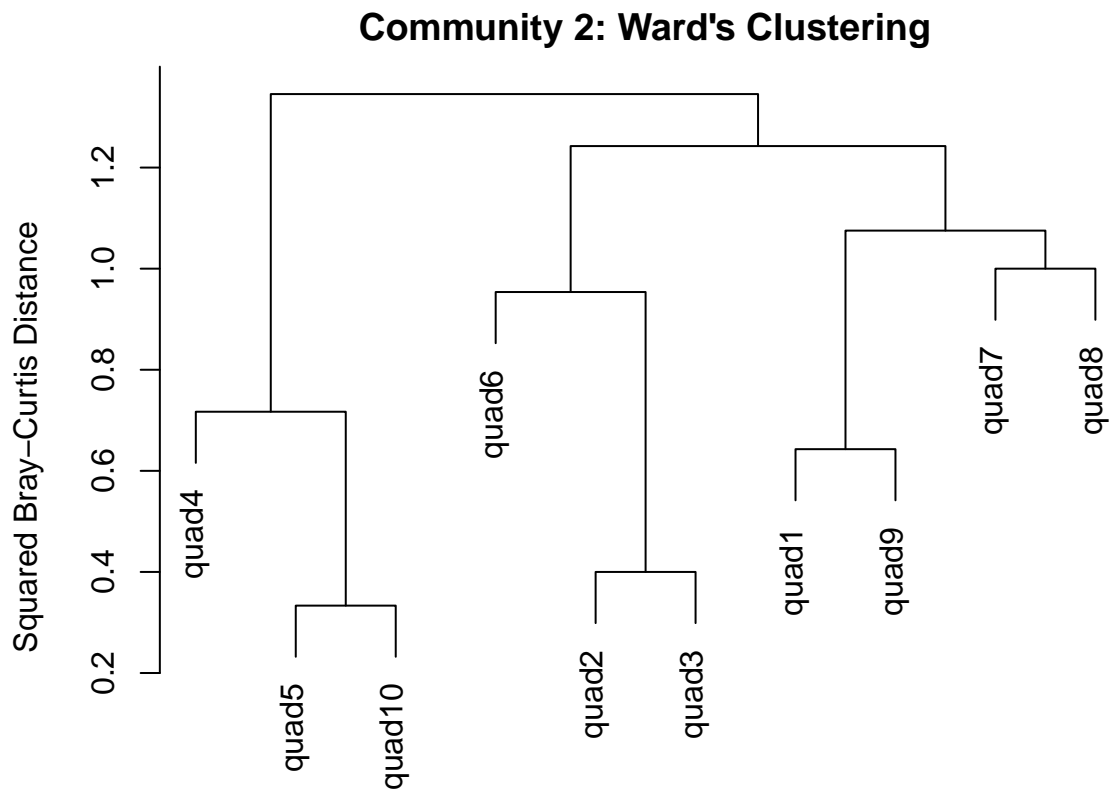 Community 2: Ward's Clustering
Squared Bray−Curtis Distance
1.2
1.0
0.8
0.6
0.4
0.2
quad4
quad5
quad10
quad6
quad2
quad3
quad1
quad9
quad7
quad8